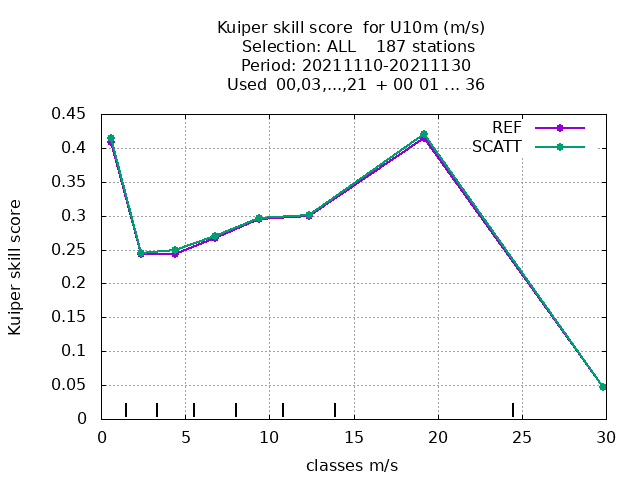 Kuiper skill score  for U10m (m/s)
Selection: ALL    187 stations
Period: 20211110-20211130
Used  00,03,...,21  + 00 01 ... 36
REF
SCATT
0.45
0.4
0.35
0.3
0.25
0.2
0.15
0.1
0.05
0
Kuiper skill score
0 5 10 15 20 25 30
classes m/s